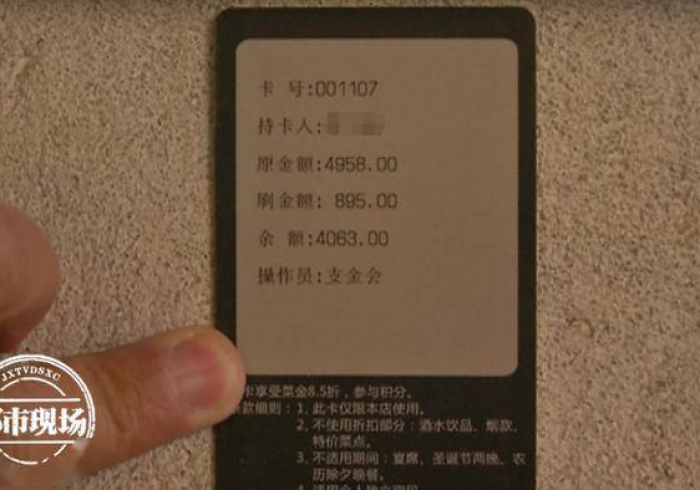 卡 号:001107
持卡人:
原金额:4958.00
刷金额: 895.00
余 额:4063.00
操作员:支金会
卡享受菜金8.5折，参与积分。
款细则：1、此卡仅限本店使用。
2、不使用折扣部分：酒水饮品、烟款、
特价菜点。
3、不适用期间：宴席、圣诞节两晚、农
历除夕晚餐。
JXTVDSXC
市现场